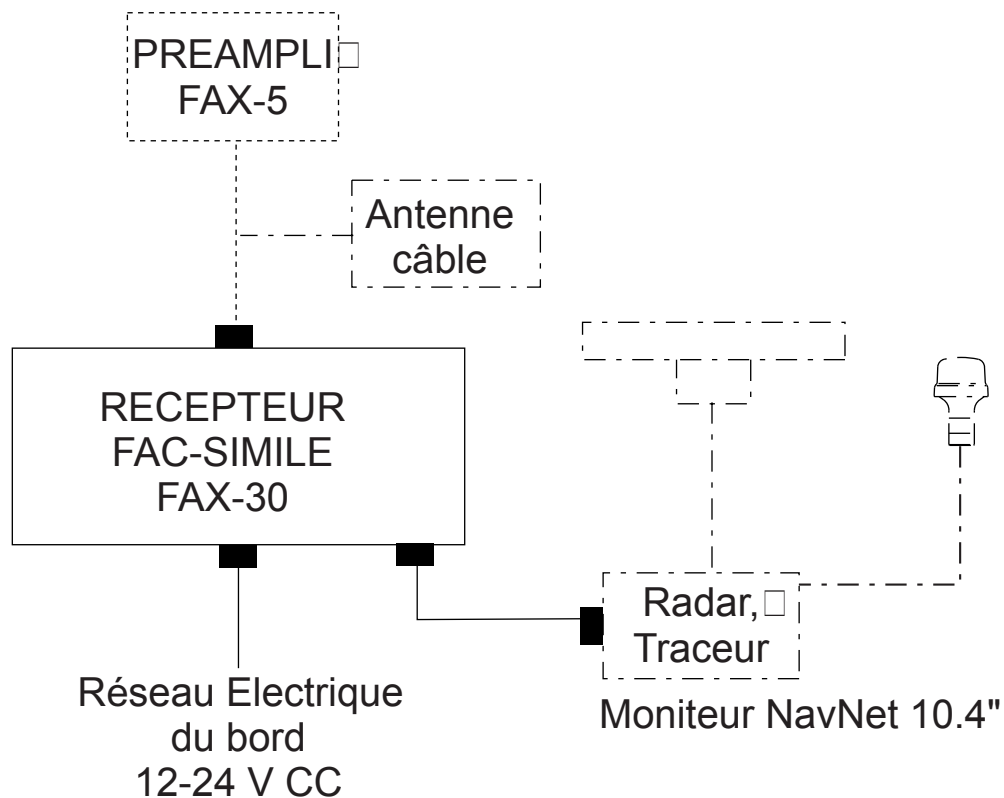 PREAMPLI
FAX-5
Antenne
câble
RECEPTEUR
FAC-SIMILE
FAX-30
Radar,
Traceur
Réseau Electrique
du bord
12-24 V CC
Moniteur NavNet 10.4"